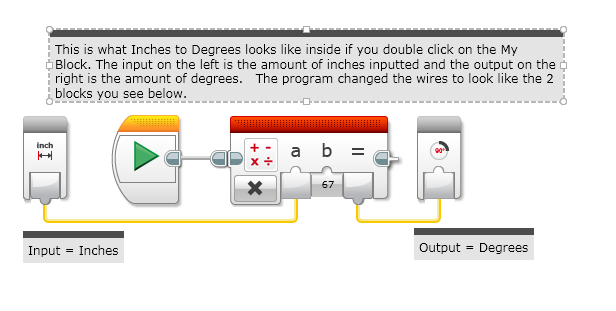 This is what Inches to Degrees looks like inside if you double click on the My
Block. The input on the left is the amount of inches inputted and the output on the
right is the amount of degrees.   The program changed the wires to look like the 2
blocks you see below.
inch
+ -
× ÷
a b =
90°
67
Input = Inches
Output = Degrees